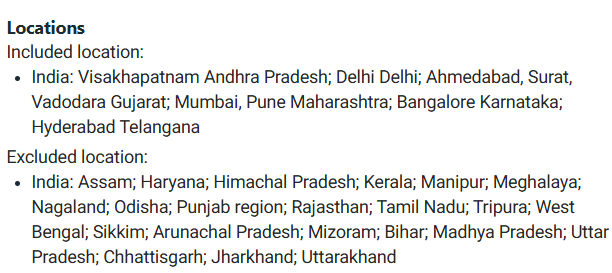 Locations
Included location:
• India: Visakhapatnam Andhra Pradesh; Delhi Delhi; Ahmedabad, Surat,
Vadodara Gujarat; Mumbai, Pune Maharashtra; Bangalore Karnataka;
Hyderabad Telangana
Excluded location:
• India: Assam; Haryana; Himachal Pradesh; Kerala; Manipur; Meghalaya;
Nagaland; Odisha; Punjab region; Rajasthan; Tamil Nadu; Tripura; West
Bengal; Sikkim; Arunachal Pradesh; Mizoram; Bihar; Madhya Pradesh; Uttar
Pradesh; Chhattisgarh; Jharkhand; Uttarakhand